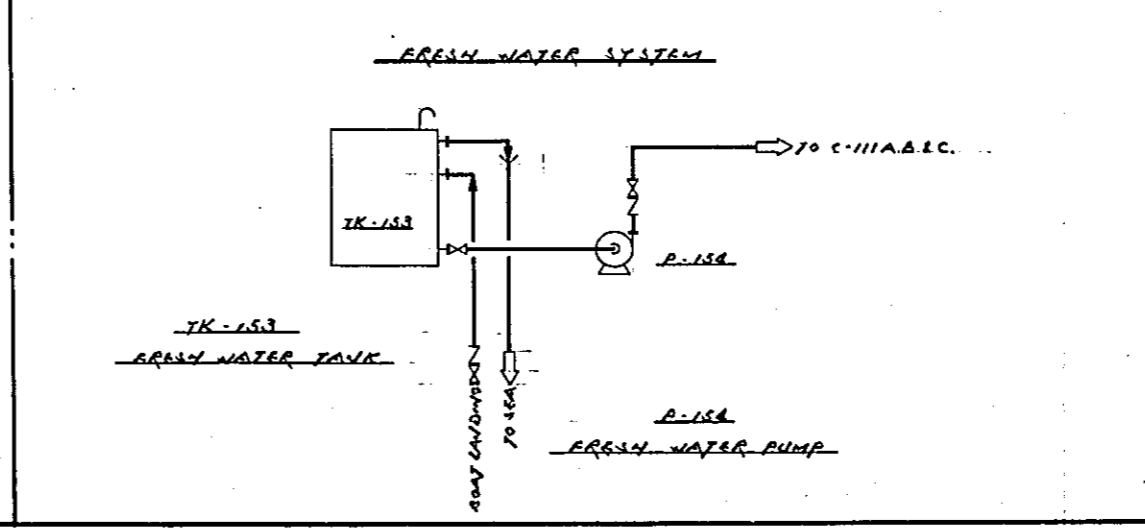 FRESH WATER SYSTEM
TO C-111A.B.&C.
TK-153
P-154
TK-153
FRESH WATER TANK
BOAT LANDING
TO SEA
P-154
FRESH WATER PUMP